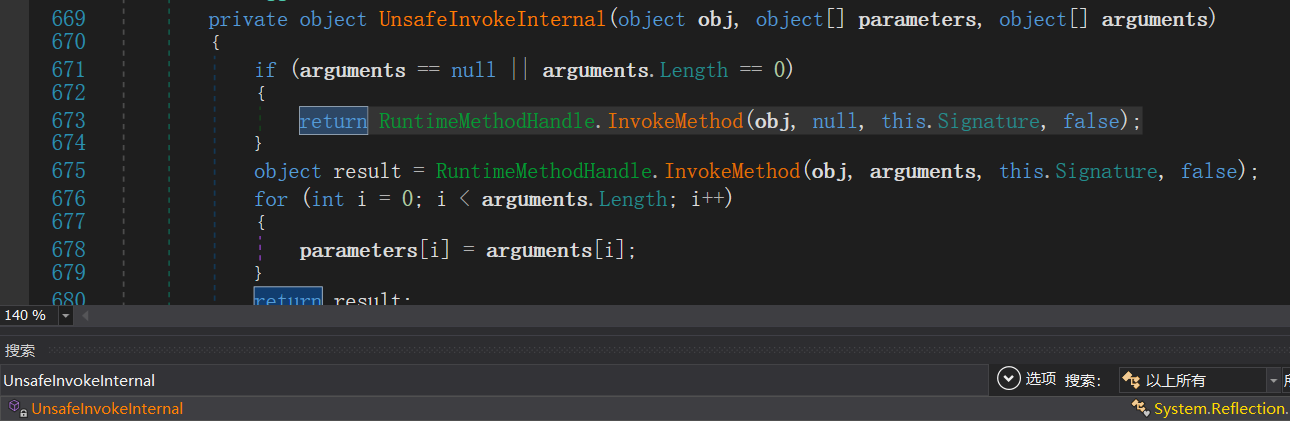 669 private object UnsafeInvokeInternal(object obj, object[] parameters, object[] arguments)
670 {
671 if (arguments == null || arguments.Length == 0)
672 {
673 return RuntimeMethodHandle.InvokeMethod(obj, null, this.Signature, false);
674 }
675 object result = RuntimeMethodHandle.InvokeMethod(obj, arguments, this.Signature, false);
676 for (int i = 0; i < arguments.Length; i++)
677 {
678 parameters[i] = arguments[i];
679 }
680 return result;
140 %
搜索
UnsafeInvokeInternal 选项 搜索: 以上所有
UnsafeInvokeInternal System.Reflection.